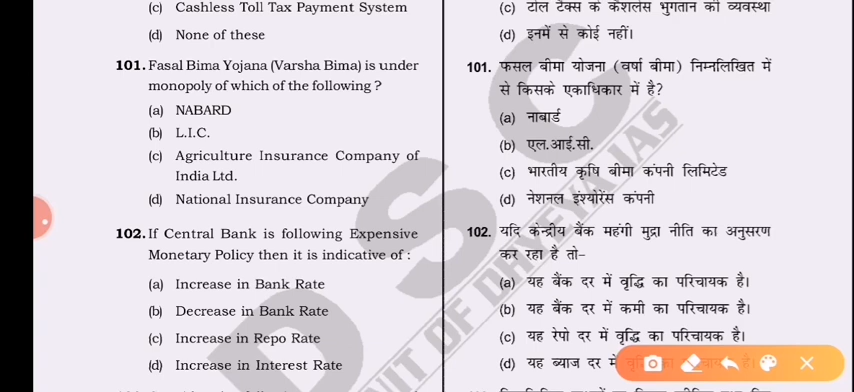 (c) Cashless Toll Tax Payment System
(d) None of these
101. Fasal Bima Yojana (Varsha Bima) is under
monopoly of which of the following ?
(a) NABARD
(b) L.I.C.
(c) Agriculture Insurance Company of
India Ltd.
(d) National Insurance Company
102. If Central Bank is following Expensive
Monetary Policy then it is indicative of :
(a) Increase in Bank Rate
(b) Decrease in Bank Rate
(c) Increase in Repo Rate
(d) Increase in Interest Rate
(c) टोल टैक्स के कैशलेस भुगतान की व्यवस्था
(d) इनमें से कोई नहीं।
101. फसल बीमा योजना (वर्षा बीमा) निम्नलिखित में
से किसके एकाधिकार में है?
(a) नाबार्ड
(b) एल.आई.सी.
(c) भारतीय कृषि बीमा कंपनी लिमिटेड
(d) नेशनल इंश्योरेंस कंपनी
102. यदि केन्द्रीय बैंक महंगी मुद्रा नीति का अनुसरण
कर रहा है तो–
(a) यह बैंक दर में वृद्धि का परिचायक है।
(b) यह बैंक दर में कमी का परिचायक है।
(c) यह रेपो दर में वृद्धि का परिचायक है।
(d) यह ब्याज दर में
DSC
UNIT OF DHYEYA IAS